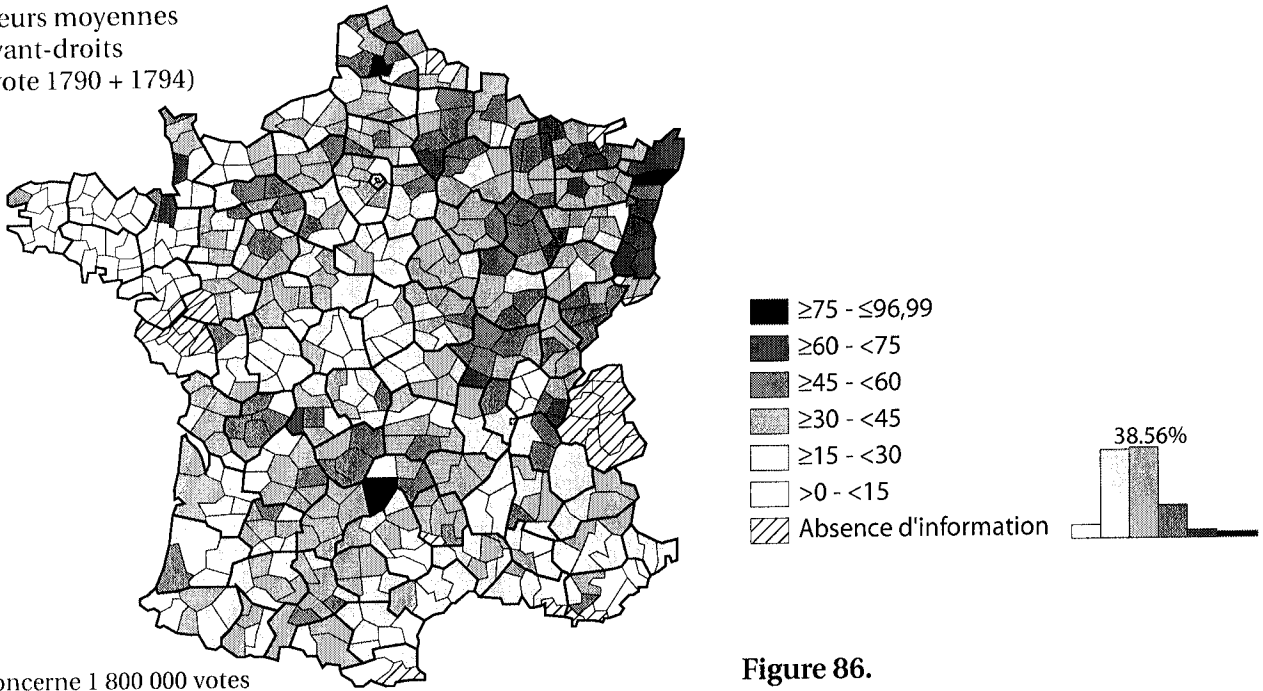 eurs moyennes
yant-droits
vote 1790 + 1794)
≥75 - ≤96,99
≥60 - <75
≥45 - <60
≥30 - <45
≥15 - <30
>0 - <15
Absence d'information
38.56%
Figure 86.
oncerne 1 800 000 votes